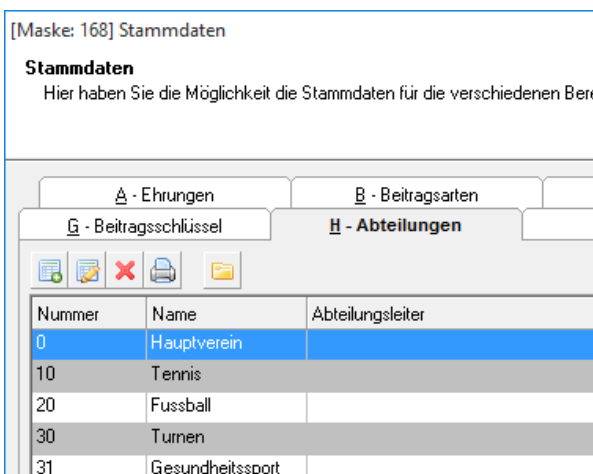 [Maske: 168] Stammdaten
Stammdaten
Hier haben Sie die Möglichkeit die Stammdaten für die verschiedenen
A - Ehrungen B - Beitragsarten
G - Beitragsschlüssel H - Abteilungen
Nummer Name Abteilungsleiter
0 Hauptverein
10 Tennis
20 Fussball
30 Turnen
31 Gesundheitssport